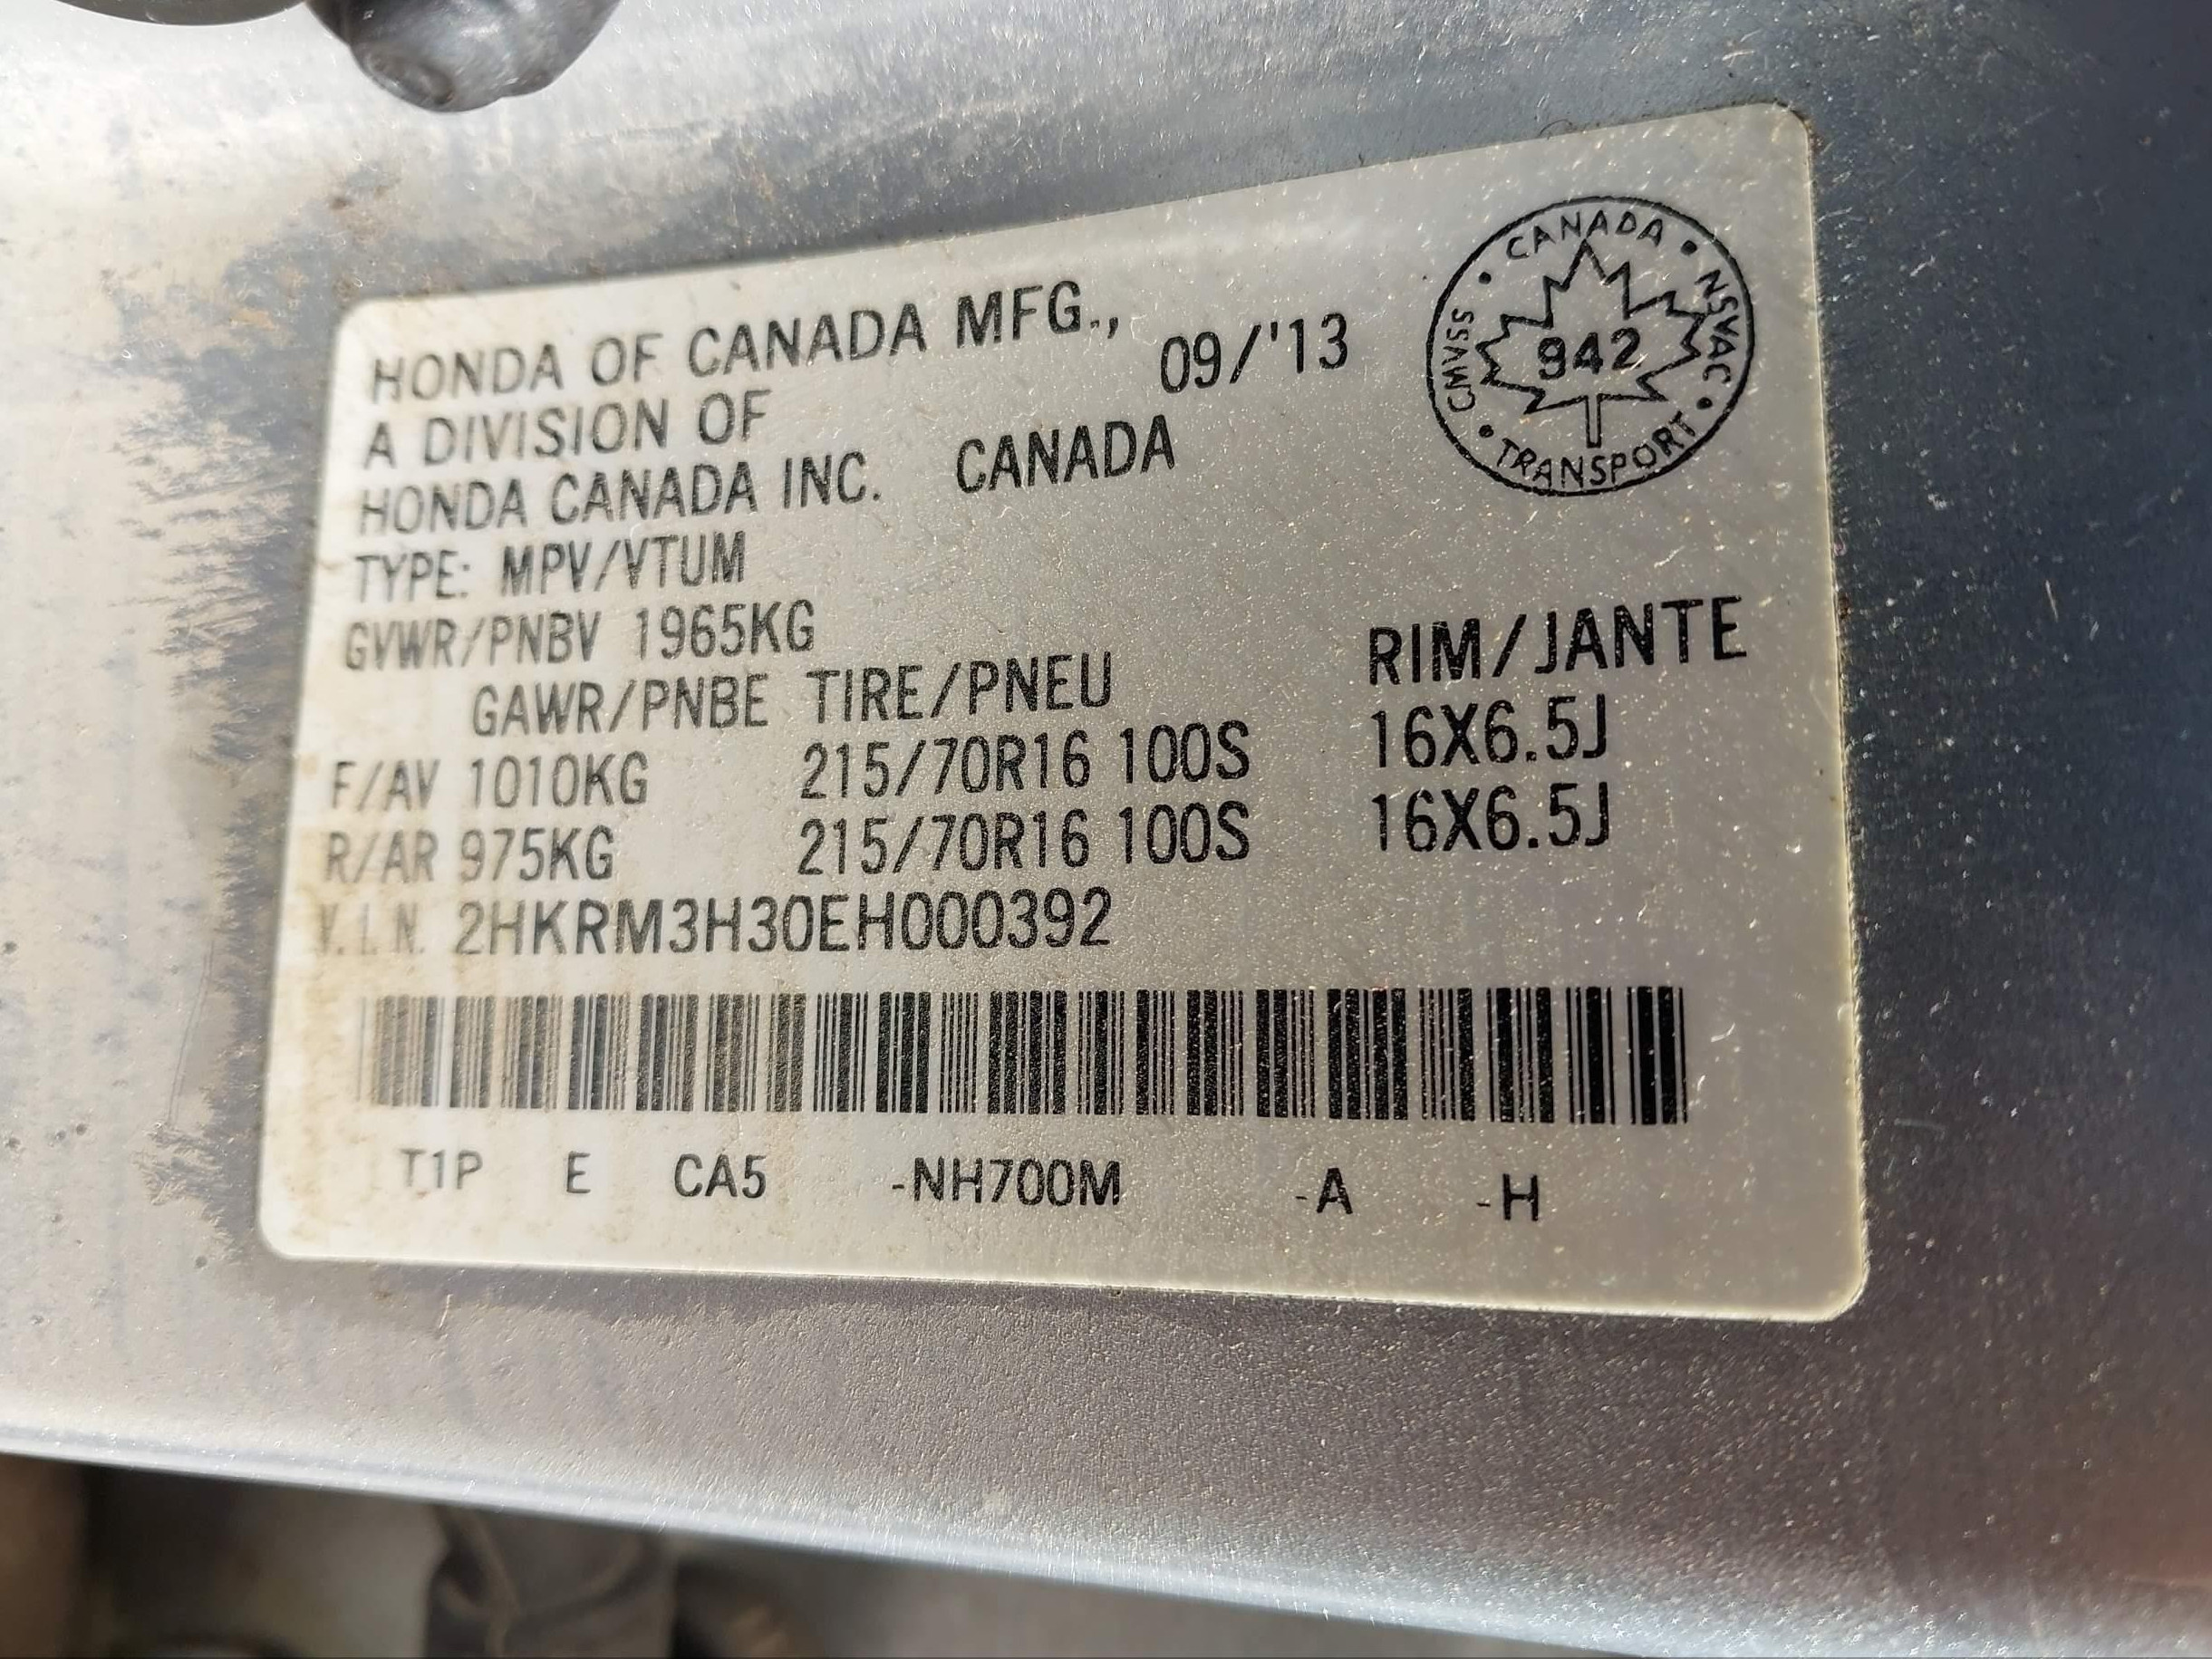 HONDA OF CANADA MFG., 09/'13
A DIVISION OF
HONDA CANADA INC. CANADA
CANADA • NSVAC • TRANSPORT • CMVSS •
942
TYPE: MPV/VTUM
GVWR/PNBV 1965KG
GAWR/PNBE TIRE/PNEU RIM/JANTE
F/AV 1010KG 215/70R16 100S 16X6.5J
R/AR 975KG 215/70R16 100S 16X6.5J
V.I.N. 2HKRM3H30EH000392
T1P E CA5 -NH700M -A -H